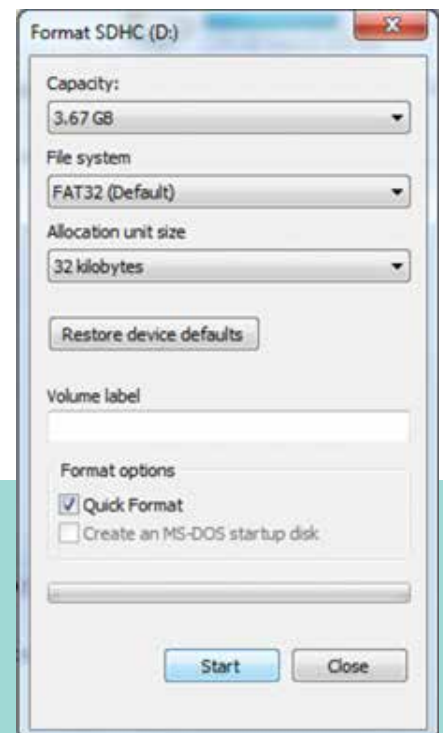 Format SDHC (D:)
Capacity:
3.67 GB
File system
FAT32 (Default)
Allocation unit size
32 kilobytes
Restore device defaults
Volume label
Format options
Quick Format
Create an MS-DOS startup disk
Start
Close